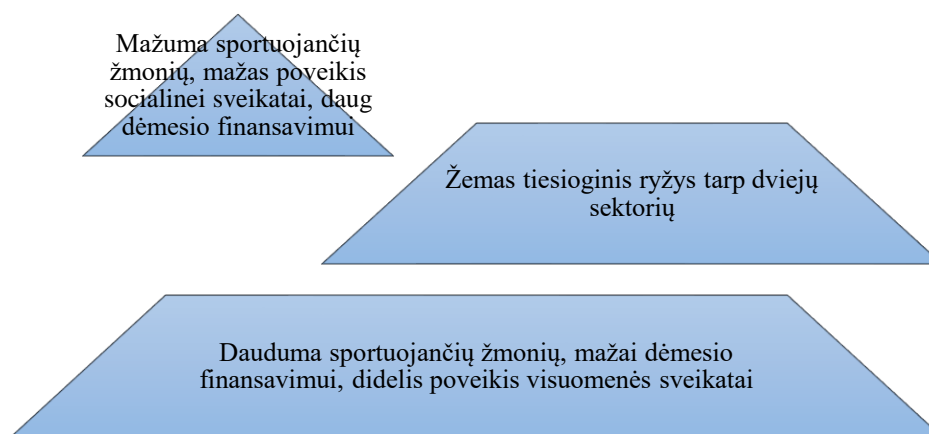 Mažuma sportuojančių
žmonių, mažas poveikis
socialinei sveikatai, daug
dėmesio finansavimui
Žemas tiesioginis ryžys tarp dviejų
sektorių
Dauduma sportuojančių žmonių, mažai dėmesio
finansavimui, didelis poveikis visuomenės sveikatai